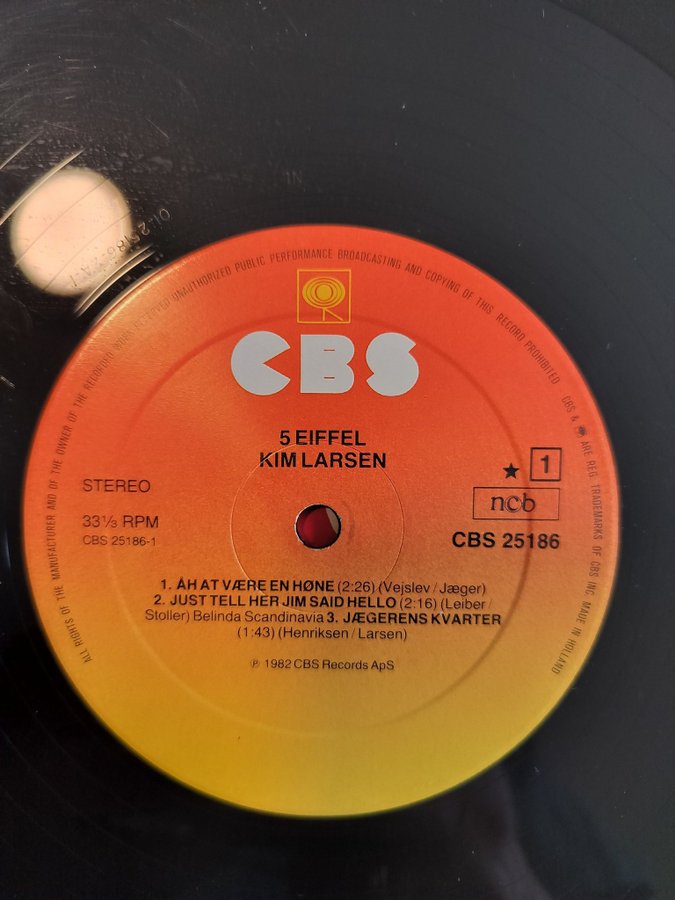 ALL RIGHTS OF THE MANUFACTURER AND OF THE OWNER OF THE RECORDED WORK RESERVED UNAUTHORIZED PUBLIC PERFORMANCE BROADCASTING AND COPYING OF THIS RECORD PROHIBITED
CBS & ARE REG. TRADEMARKS OF CBS ING. MADE IN HOLLAND
CBS
5 EIFFEL
KIM LARSEN
STEREO
★ 1
ncb
33⅓ RPM
CBS 25186-1
CBS 25186
1. ÅH AT VÆRE EN HØNE (2:26) (Vejslev / Jæger)
2. JUST TELL HER JIM SAID HELLO (2:16) (Leiber /
Stoller) Belinda Scandinavia 3. JÆGERENS KVARTER
(1:43) (Henriksen / Larsen)
℗ 1982 CBS Records ApS